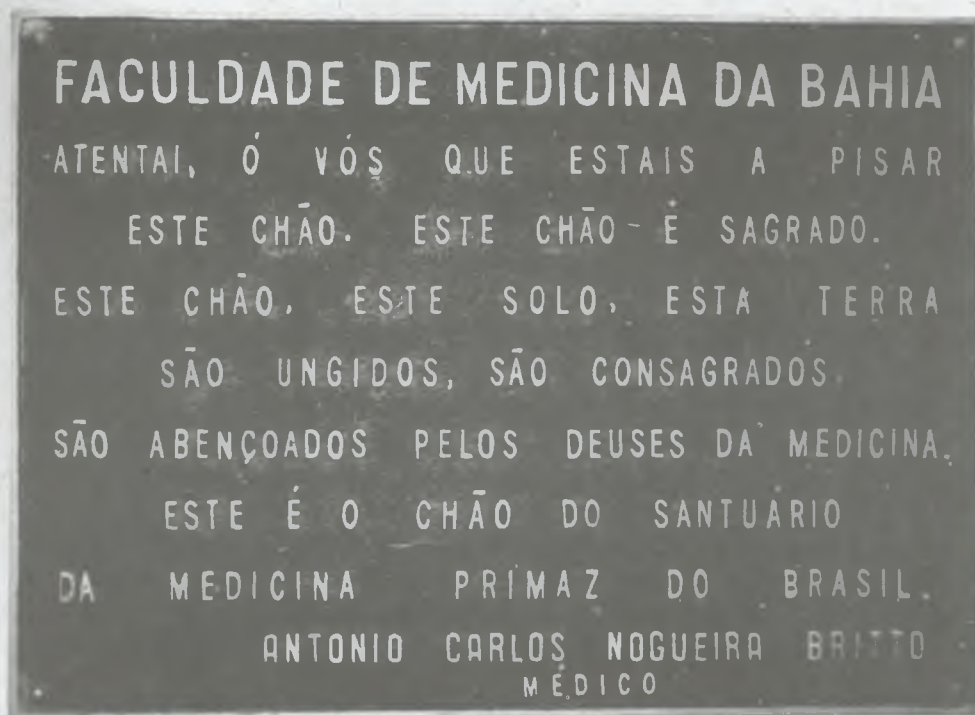 FACULDADE DE MEDICINA DA BAHIA
ATENTAI, Ó VÓS QUE ESTAIS A PISAR
ESTE CHÃO. ESTE CHÃO É SAGRADO.
ESTE CHÃO, ESTE SOLO, ESTA TERRA
SÃO UNGIDOS, SÃO CONSAGRADOS,
SÃO ABENÇOADOS PELOS DEUSES DA MEDICINA.
ESTE É O CHÃO DO SANTUÁRIO
DA MEDICINA PRIMAZ DO BRASIL.
ANTONIO CARLOS NOGUEIRA BRITTO
MÉDICO